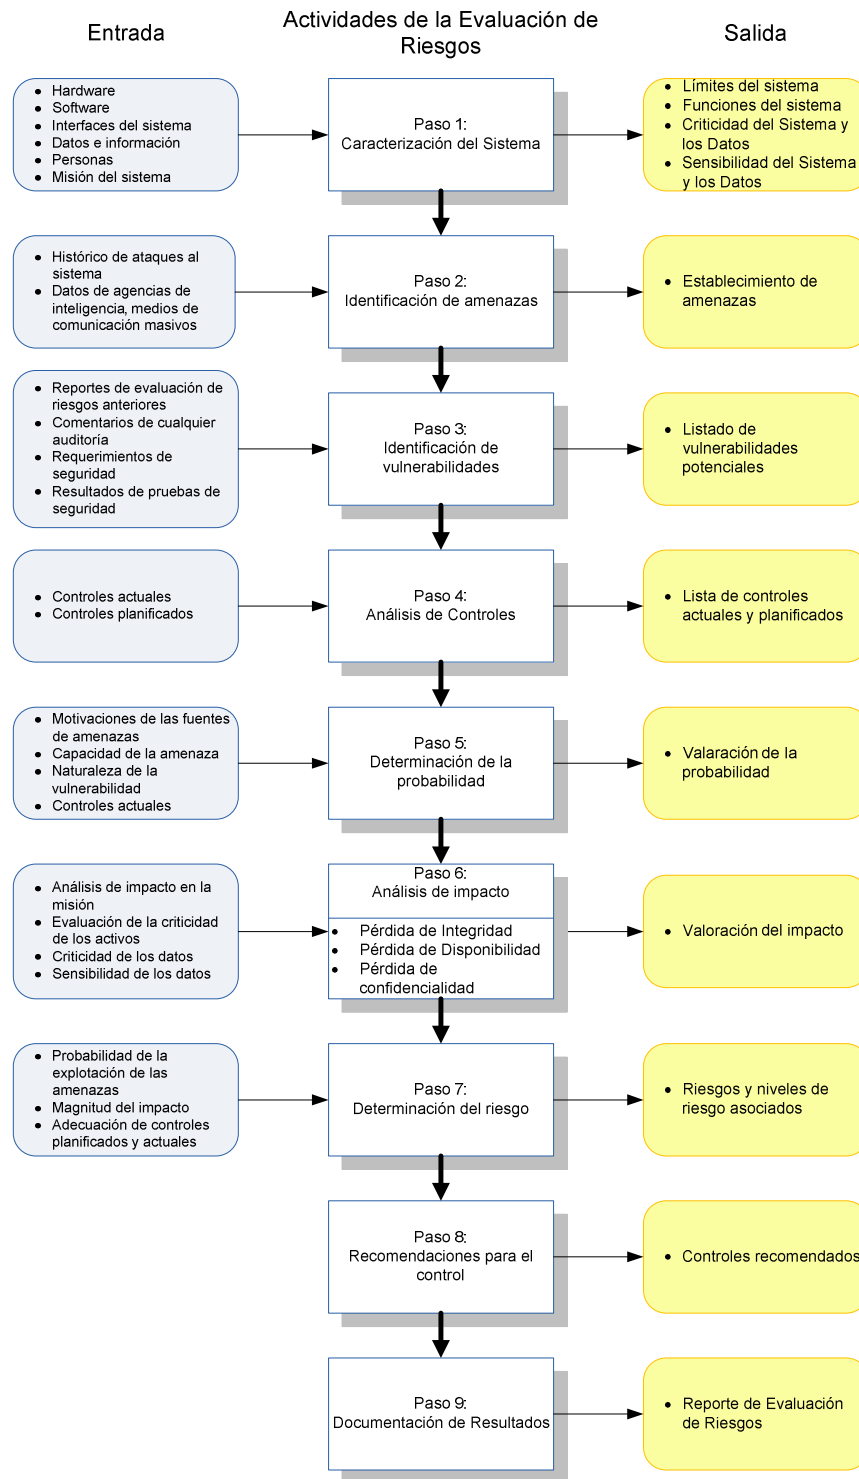 Entrada
Actividades de la Evaluación de
Riesgos
Salida
• Hardware
• Software
• Interfaces del sistema
• Datos e información
• Personas
• Misión del sistema
Paso 1:
Caracterización del Sistema
• Límites del sistema
• Funciones del sistema
• Criticidad del Sistema y
los Datos
• Sensibilidad del Sistema
y los Datos
• Histórico de ataques al
sistema
• Datos de agencias de
inteligencia, medios de
comunicación masivos
Paso 2:
Identificación de amenazas
• Establecimiento de
amenazas
• Reportes de evaluación de
riesgos anteriores
• Comentarios de cualquier
auditoría
• Requerimientos de
seguridad
• Resultados de pruebas de
seguridad
Paso 3:
Identificación de
vulnerabilidades
• Listado de
vulnerabilidades
potenciales
• Controles actuales
• Controles planificados
Paso 4:
Análisis de Controles
• Lista de controles
actuales y planificados
• Motivaciones de las fuentes
de amenazas
• Capacidad de la amenaza
• Naturaleza de la
vulnerabilidad
• Controles actuales
Paso 5:
Determinación de la
probabilidad
• Valaración de la
probabilidad
• Análisis de impacto en la
misión
• Evaluación de la criticidad
de los activos
• Criticidad de los datos
• Sensibilidad de los datos
Paso 6:
Análisis de impacto
• Pérdida de Integridad
• Pérdida de Disponibilidad
• Pérdida de
confidencialidad
• Valoración del impacto
• Probabilidad de la
explotación de las
amenazas
• Magnitud del impacto
• Adecuación de controles
planificados y actuales
Paso 7:
Determinación del riesgo
• Riesgos y niveles de
riesgo asociados
Paso 8:
Recomendaciones para el
control
• Controles recomendados
Paso 9:
Documentación de Resultados
• Reporte de Evaluación
de Riesgos